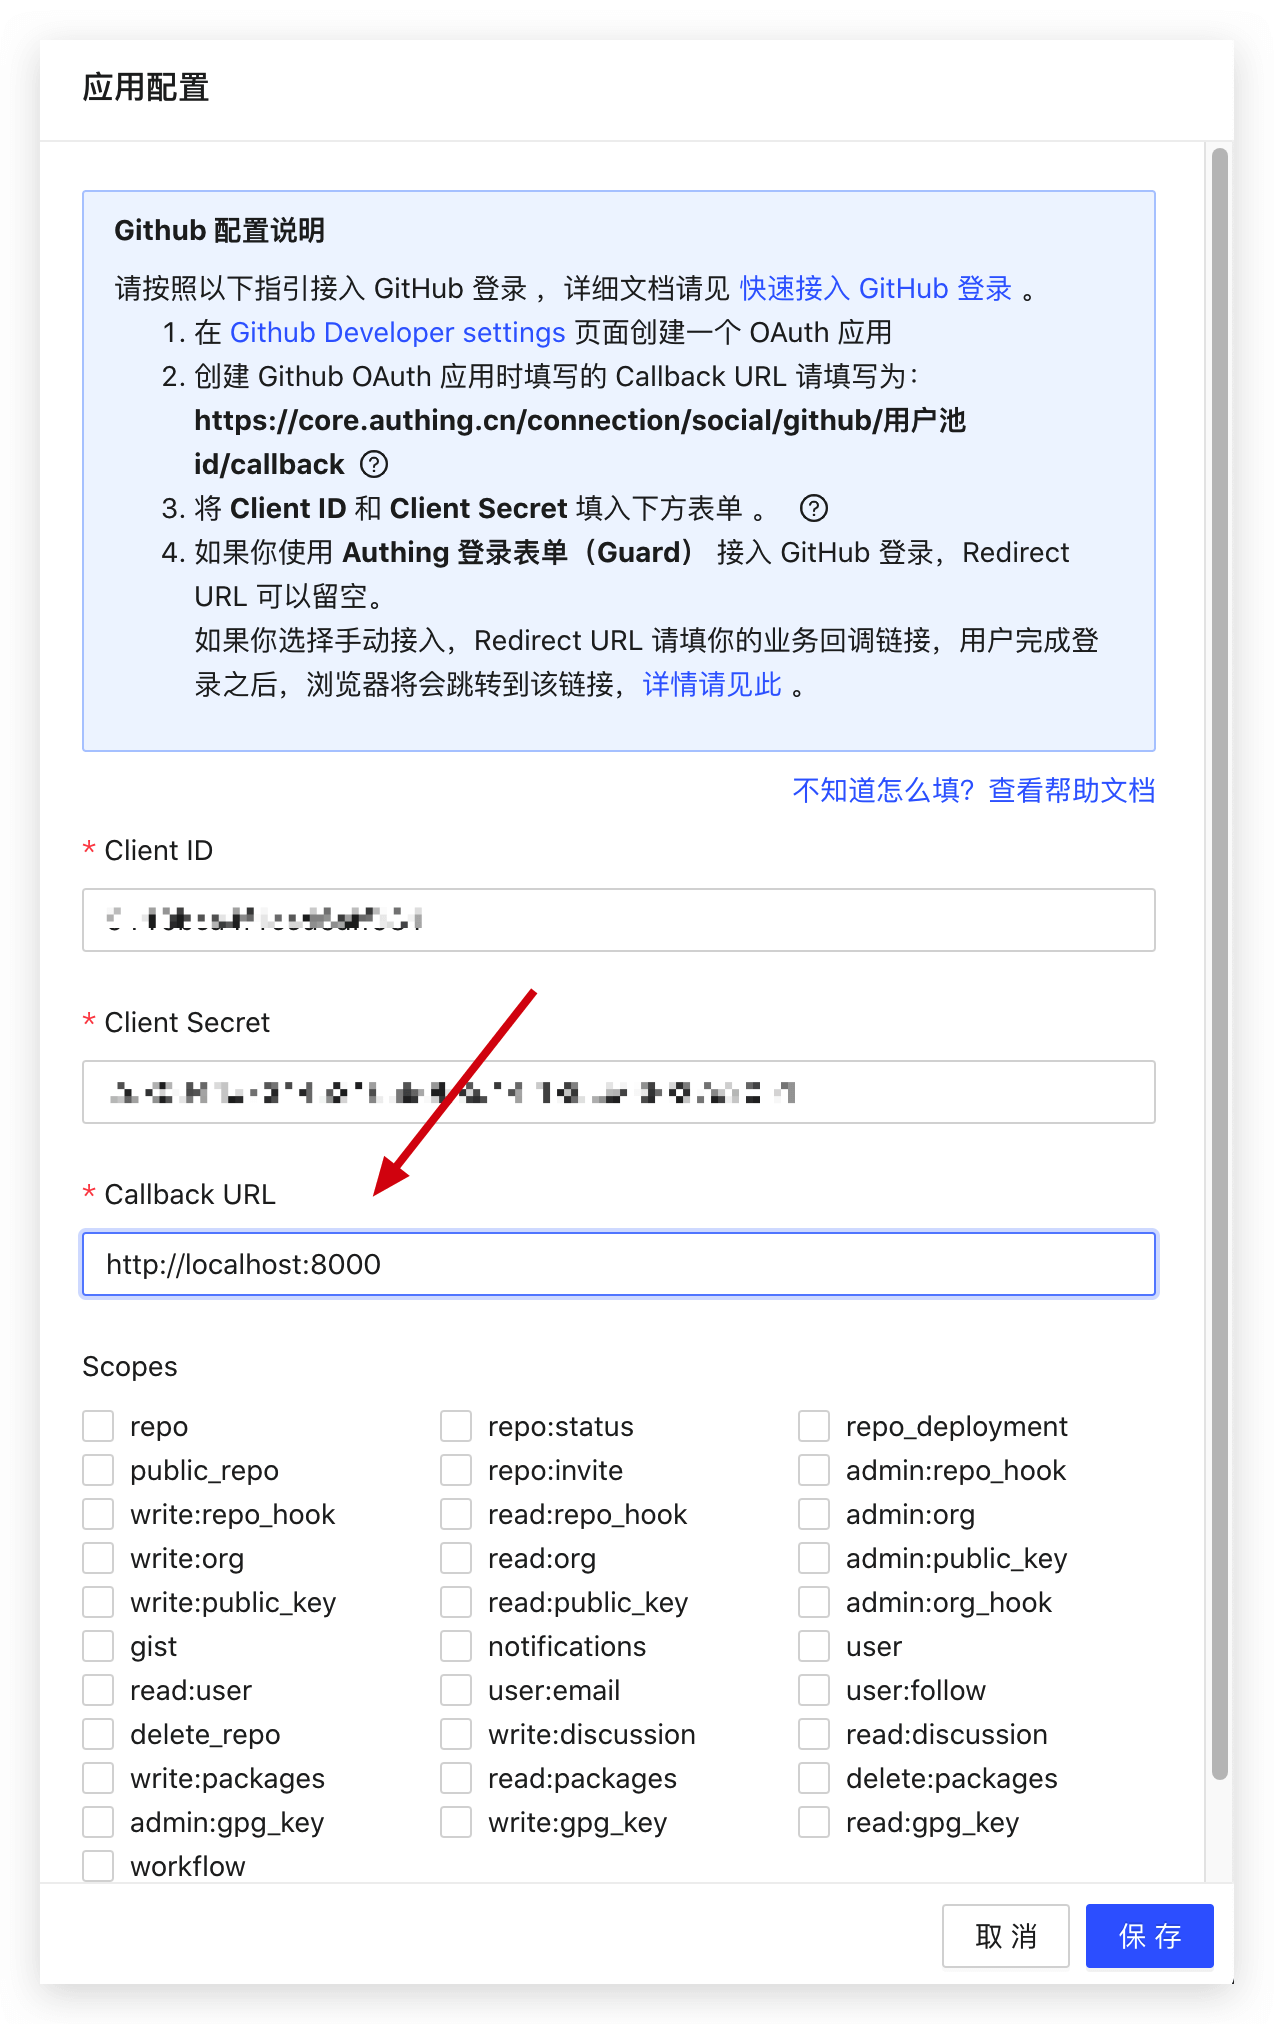 应用配置
Github 配置说明
请按照以下指引接入 GitHub 登录 ，详细文档请见 快速接入 GitHub 登录 。
1. 在 Github Developer settings 页面创建一个 OAuth 应用
2. 创建 Github OAuth 应用时填写的 Callback URL 请填写为：
https://core.authing.cn/connection/social/github/用户池
id/callback ?
3. 将 Client ID 和 Client Secret 填入下方表单 。 ?
4. 如果你使用 Authing 登录表单（Guard） 接入 GitHub 登录，Redirect
URL 可以留空。
如果你选择手动接入，Redirect URL 请填你的业务回调链接，用户完成登
录之后，浏览器将会跳转到该链接，详情请见此 。
不知道怎么填？查看帮助文档
* Client ID
* Client Secret
* Callback URL
http://localhost:8000
Scopes
repo repo:status repo_deployment
public_repo repo:invite admin:repo_hook
write:repo_hook read:repo_hook admin:org
write:org read:org admin:public_key
write:public_key read:public_key admin:org_hook
gist notifications user
read:user user:email user:follow
delete_repo write:discussion read:discussion
write:packages read:packages delete:packages
admin:gpg_key write:gpg_key read:gpg_key
workflow
取 消 保 存